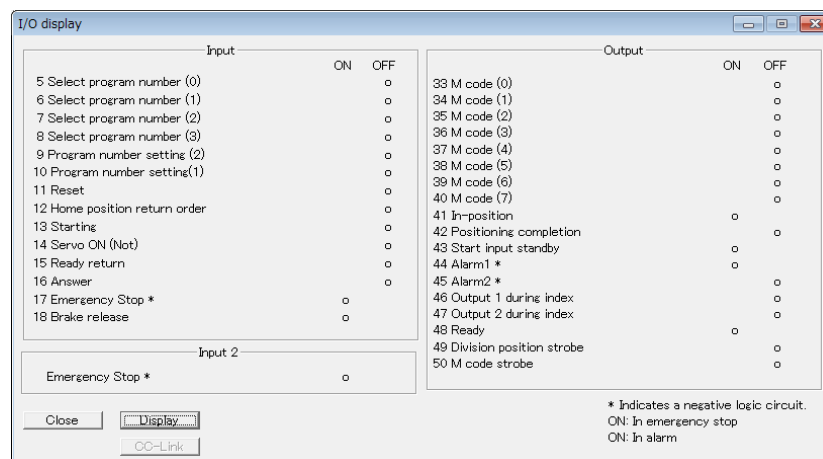 I/O display
Input
ON OFF
5 Select program number (0) o
6 Select program number (1) o
7 Select program number (2) o
8 Select program number (3) o
9 Program number setting (2) o
10 Program number setting(1) o
11 Reset o
12 Home position return order o
13 Starting o
14 Servo ON (Not) o
15 Ready return o
16 Answer o
17 Emergency Stop * o
18 Brake release o
Input 2
Emergency Stop * o
Close Display
CC-Link
Output
ON OFF
33 M code (0) o
34 M code (1) o
35 M code (2) o
36 M code (3) o
37 M code (4) o
38 M code (5) o
39 M code (6) o
40 M code (7) o
41 In-position o
42 Positioning completion o
43 Start input standby o
44 Alarm1 * o
45 Alarm2 * o
46 Output 1 during index o
47 Output 2 during index o
48 Ready o
49 Division position strobe o
50 M code strobe o
* Indicates a negative logic circuit.
ON: In emergency stop
ON: In alarm